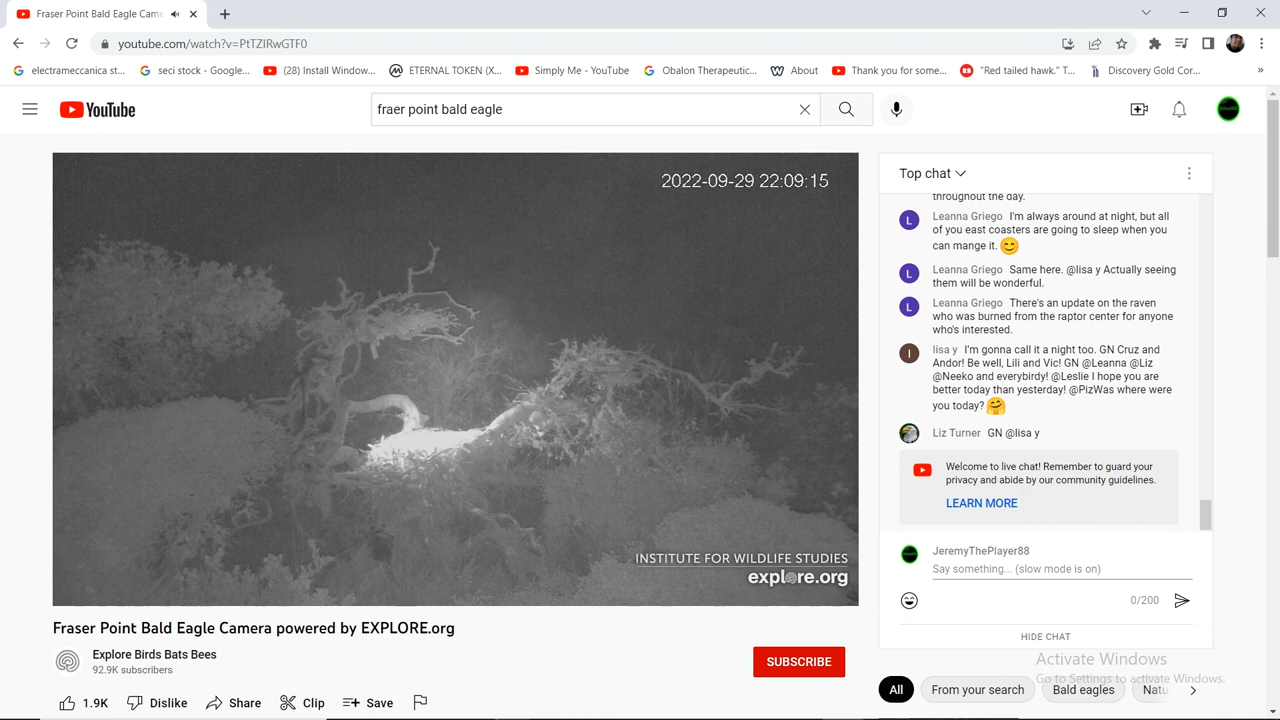 Fraser Point Bald Eagle Came
youtube.com/watch?v=PtTZlRwGTF0
electrameccanica st...
seci stock - Google...
(28) Install Window...
ETERNAL TOKEN (X...
Simply Me - YouTube
Obalon Therapeutic...
About
Thank you for some...
"Red tailed hawk." T...
Discovery Gold Cor...
»
YouTube
fraer point bald eagle
2022-09-29 22:09:15
INSTITUTE FOR WILDLIFE STUDIES
explore.org
Fraser Point Bald Eagle Camera powered by EXPLORE.org
Explore Birds Bats Bees
92.9K subscribers
SUBSCRIBE
1.9K
Dislike
Share
Clip
Save
Top chat
throughout the day.
L
Leanna Griego I'm always around at night, but all
of you east coasters are going to sleep when you
can mange it. 😊
L
Leanna Griego Same here. @lisa y Actually seeing
them will be wonderful.
L
Leanna Griego There's an update on the raven
who was burned from the raptor center for anyone
who's interested.
l
lisa y I'm gonna call it a night too. GN Cruz and
Andor! Be well, Lili and Vic! GN @Leanna @Liz
@Neeko and everybirdy! @Leslie I hope you are
better today than yesterday! @PizWas where were
you today? 🤗
Liz Turner GN @lisa y
Welcome to live chat! Remember to guard your
privacy and abide by our community guidelines.
LEARN MORE
JeremyThePlayer88
Say something... (slow mode is on)
0/200
HIDE CHAT
Activate Windows
Go to Settings to activate Windows.
All
From your search
Bald eagles
Natu